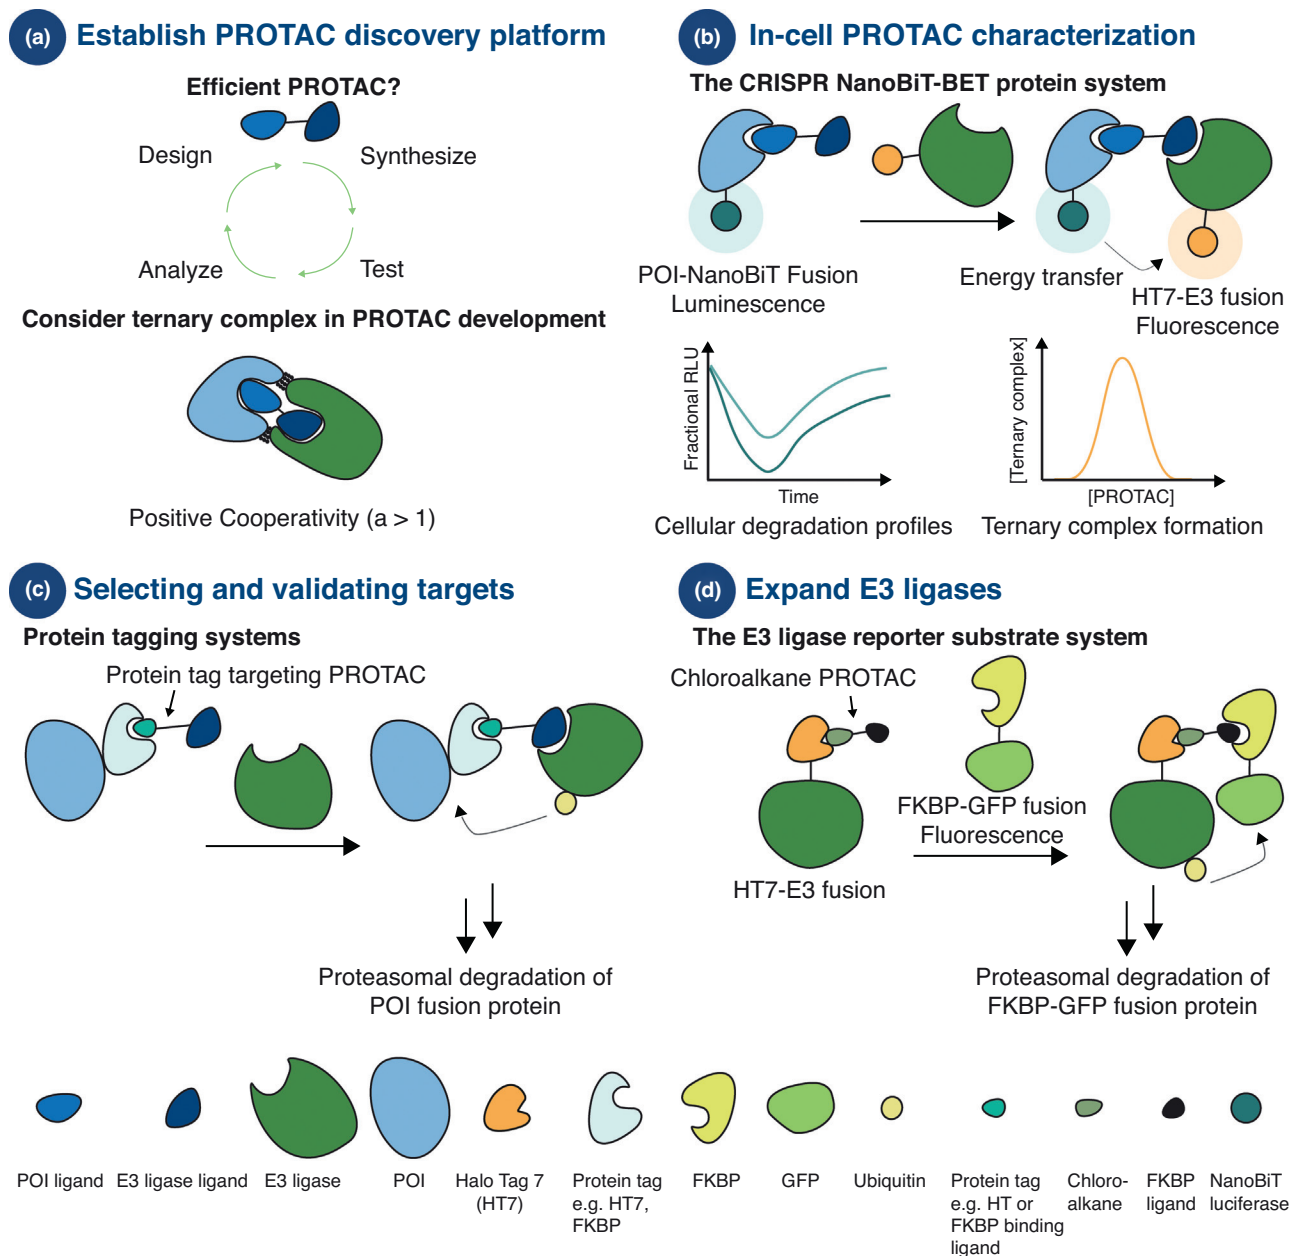 (a) Establish PROTAC discovery platform
Efficient PROTAC?
Design
Synthesize
Analyze
Test
Consider ternary complex in PROTAC development
Positive Cooperativity (a > 1)
(b) In-cell PROTAC characterization
The CRISPR NanoBiT-BET protein system
POI-NanoBiT Fusion
Luminescence
Energy transfer
HT7-E3 fusion
Fluorescence
Fractional RLU
Time
Cellular degradation profiles
[Ternary complex]
[PROTAC]
Ternary complex formation
(c) Selecting and validating targets
Protein tagging systems
Protein tag targeting PROTAC
Proteasomal degradation of
POI fusion protein
(d) Expand E3 ligases
The E3 ligase reporter substrate system
Chloroalkane PROTAC
FKBP-GFP fusion
Fluorescence
HT7-E3 fusion
Proteasomal degradation of
FKBP-GFP fusion protein
POI ligand
E3 ligase ligand
E3 ligase
POI
Halo Tag 7
(HT7)
Protein tag
e.g. HT7,
FKBP
FKBP
GFP
Ubiquitin
Protein tag
e.g. HT or
FKBP binding
ligand
Chloro-
alkane
FKBP
ligand
NanoBiT
luciferase